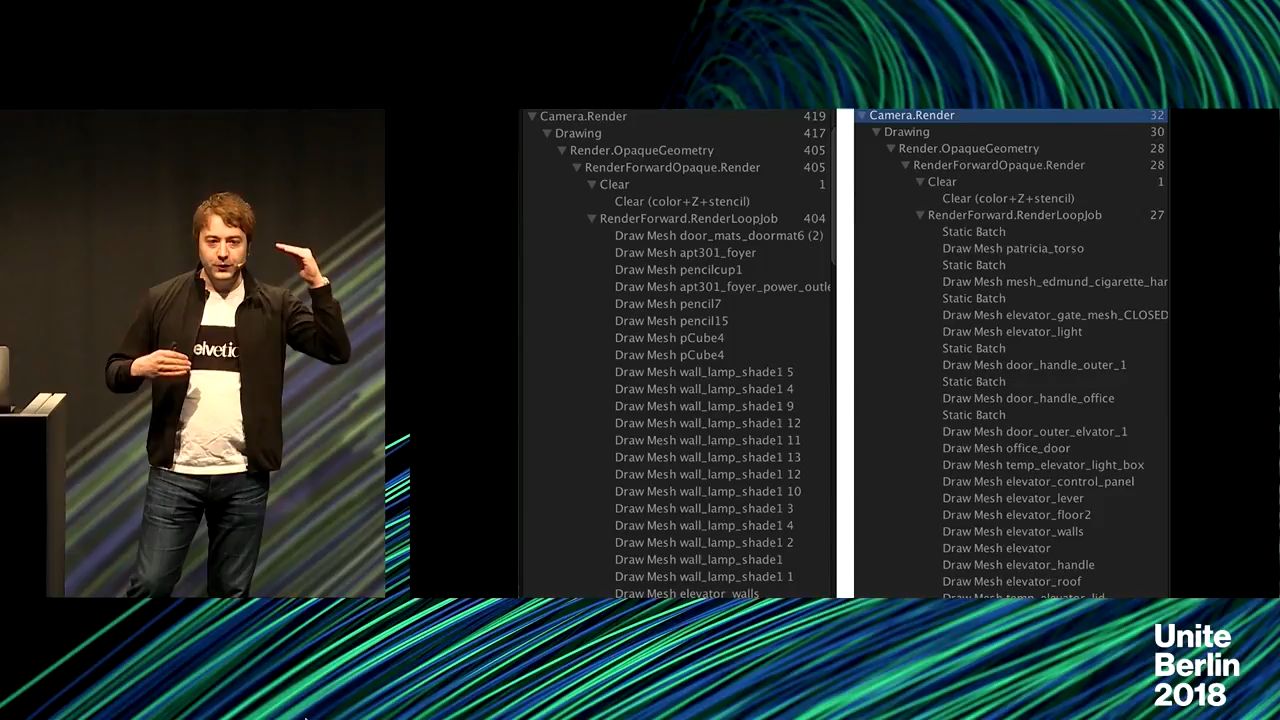 elvetic
Camera.Render 419
Drawing 417
Render.OpaqueGeometry 405
RenderForwardOpaque.Render 405
Clear 1
Clear (color+Z+stencil)
RenderForward.RenderLoopJob 404
Draw Mesh door_mats_doormat6 (2)
Draw Mesh apt301_foyer
Draw Mesh pencilcup1
Draw Mesh apt301_foyer_power_outle
Draw Mesh pencil7
Draw Mesh pencil15
Draw Mesh pCube4
Draw Mesh pCube4
Draw Mesh wall_lamp_shade1 5
Draw Mesh wall_lamp_shade1 4
Draw Mesh wall_lamp_shade1 9
Draw Mesh wall_lamp_shade1 12
Draw Mesh wall_lamp_shade1 11
Draw Mesh wall_lamp_shade1 13
Draw Mesh wall_lamp_shade1 12
Draw Mesh wall_lamp_shade1 10
Draw Mesh wall_lamp_shade1 3
Draw Mesh wall_lamp_shade1 4
Draw Mesh wall_lamp_shade1 2
Draw Mesh wall_lamp_shade1
Draw Mesh wall_lamp_shade1 1
Draw Mesh elevator_walls
Camera.Render 32
Drawing 30
Render.OpaqueGeometry 28
RenderForwardOpaque.Render 28
Clear 1
Clear (color+Z+stencil)
RenderForward.RenderLoopJob 27
Static Batch
Draw Mesh patricia_torso
Static Batch
Draw Mesh mesh_edmund_cigarette_har
Static Batch
Draw Mesh elevator_gate_mesh_CLOSED
Draw Mesh elevator_light
Static Batch
Draw Mesh door_handle_outer_1
Static Batch
Draw Mesh door_handle_office
Static Batch
Draw Mesh door_outer_elvator_1
Draw Mesh office_door
Draw Mesh temp_elevator_light_box
Draw Mesh elevator_control_panel
Draw Mesh elevator_lever
Draw Mesh elevator_floor2
Draw Mesh elevator_walls
Draw Mesh elevator
Draw Mesh elevator_handle
Draw Mesh elevator_roof
Draw Mesh temp_elevator_lid
Unite
Berlin
2018